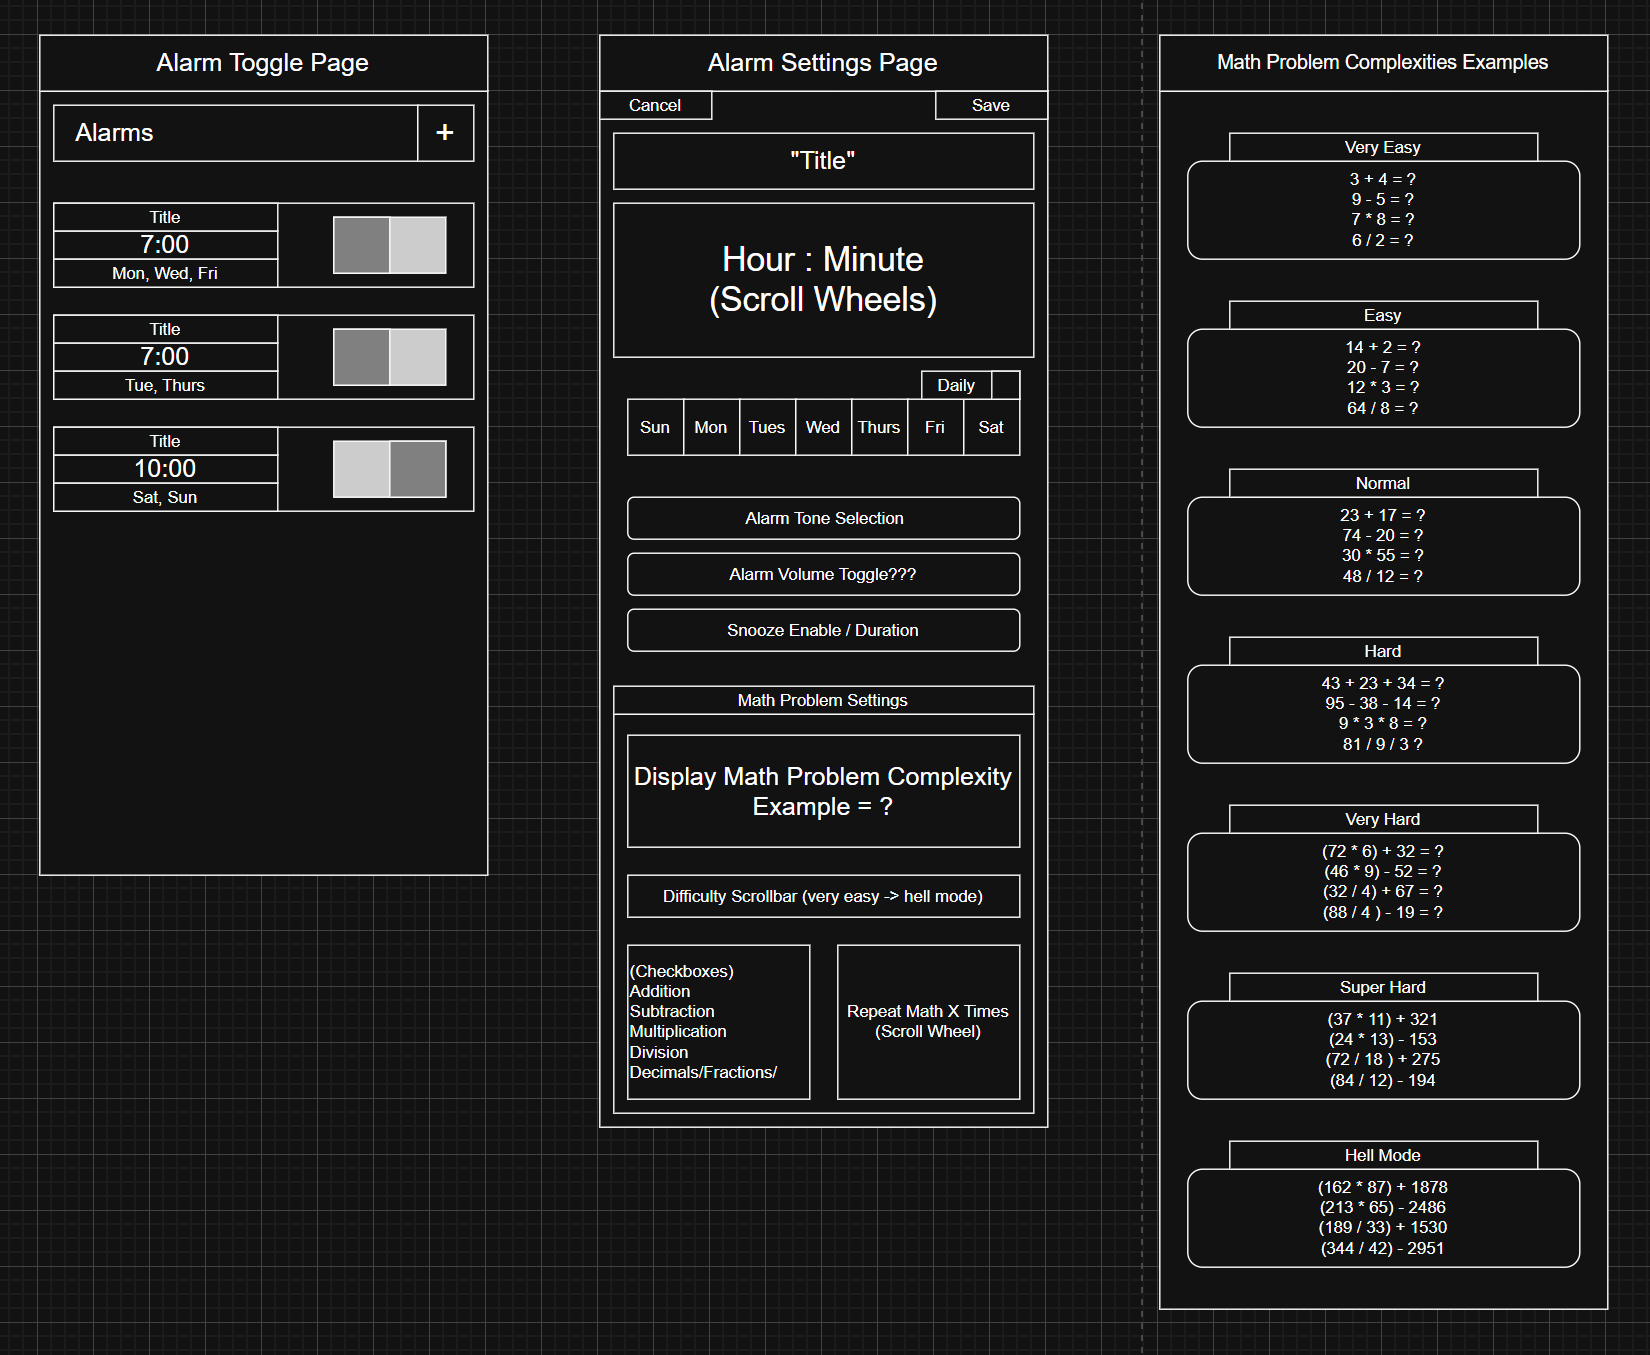 Alarm Toggle Page
Alarms
+
Title
7:00
Mon, Wed, Fri
Title
7:00
Tue, Thurs
Title
10:00
Sat, Sun
Alarm Settings Page
Cancel
Save
"Title"
Hour : Minute
(Scroll Wheels)
Daily
Sun Mon Tues Wed Thurs Fri Sat
Alarm Tone Selection
Alarm Volume Toggle???
Snooze Enable / Duration
Math Problem Settings
Display Math Problem Complexity
Example = ?
Difficulty Scrollbar (very easy -> hell mode)
(Checkboxes)
Addition
Subtraction
Multiplication
Division
Decimals/Fractions/
Repeat Math X Times
(Scroll Wheel)
Math Problem Complexities Examples
Very Easy
3 + 4 = ?
9 - 5 = ?
7 * 8 = ?
6 / 2 = ?
Easy
14 + 2 = ?
20 - 7 = ?
12 * 3 = ?
64 / 8 = ?
Normal
23 + 17 = ?
74 - 20 = ?
30 * 55 = ?
48 / 12 = ?
Hard
43 + 23 + 34 = ?
95 - 38 - 14 = ?
9 * 3 * 8 = ?
81 / 9 / 3 ?
Very Hard
(72 * 6) + 32 = ?
(46 * 9) - 52 = ?
(32 / 4) + 67 = ?
(88 / 4 ) - 19 = ?
Super Hard
(37 * 11) + 321
(24 * 13) - 153
(72 / 18 ) + 275
(84 / 12) - 194
Hell Mode
(162 * 87) + 1878
(213 * 65) - 2486
(189 / 33) + 1530
(344 / 42) - 2951